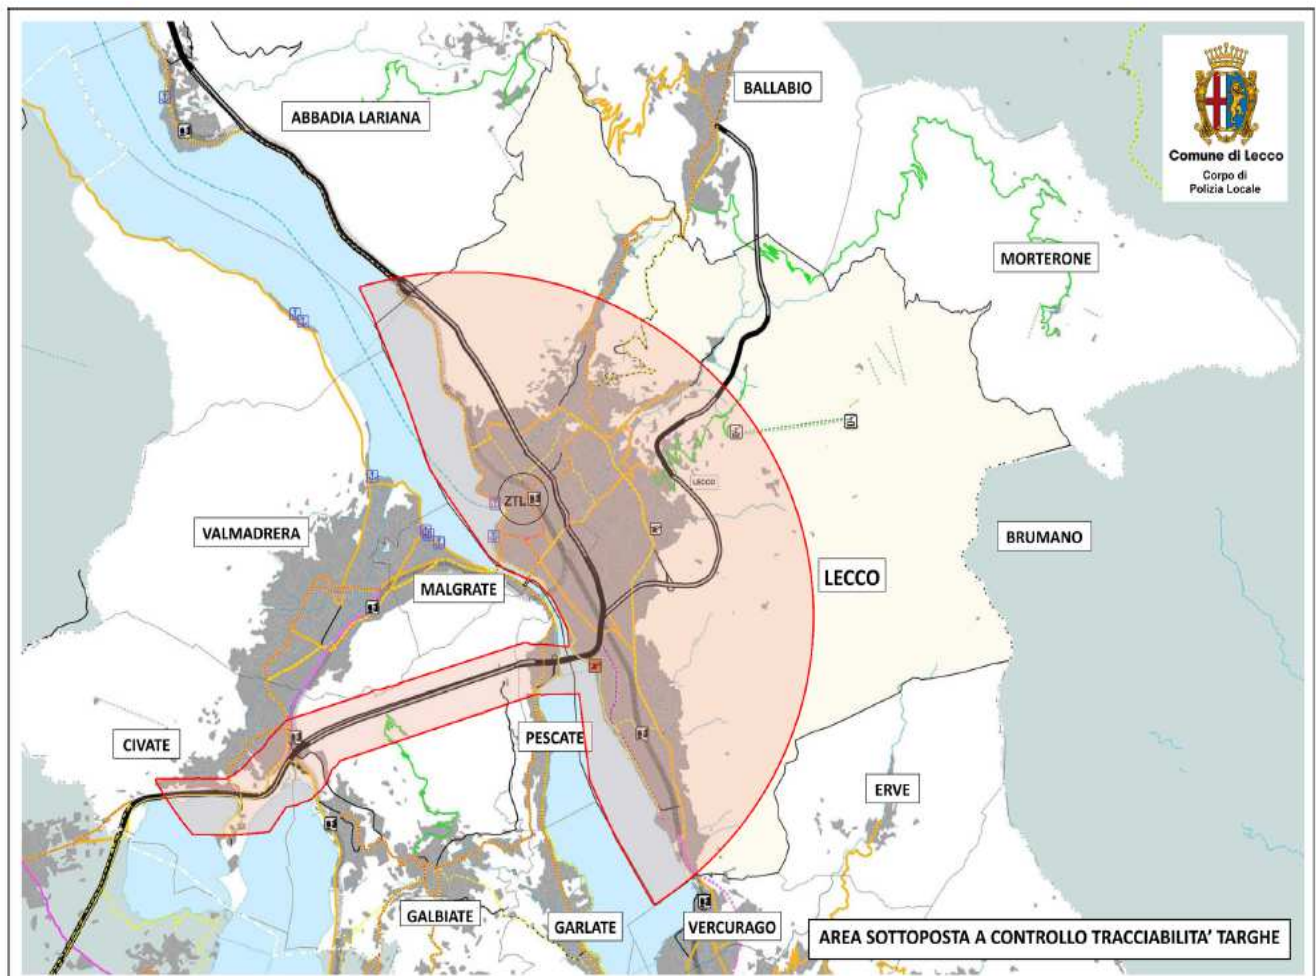 BALLABIO
ABBADIA LARIANA
Comune di Lecco
Corpo di
Polizia Locale
MORTERONE
ZTL
LECCO
VALMADRERA
BRUMANO
LECCO
MALGRATE
PESCATE
CIVATE
ERVE
GALBIATE
GARLATE
VERCURAGO
AREA SOTTOPOSTA A CONTROLLO TRACCIABILITA' TARGHE